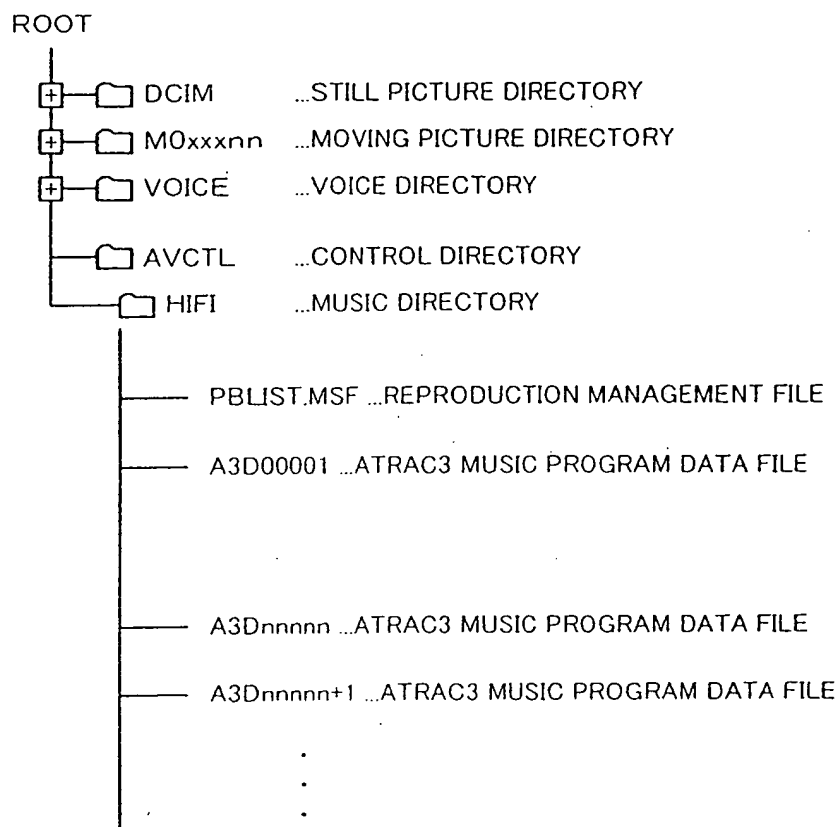 ROOT
DCIM ...STILL PICTURE DIRECTORY
M0xxxnn ...MOVING PICTURE DIRECTORY
VOICE ...VOICE DIRECTORY
AVCTL ...CONTROL DIRECTORY
HIFI ...MUSIC DIRECTORY
PBLIST.MSF ...REPRODUCTION MANAGEMENT FILE
A3D00001 ...ATRAC3 MUSIC PROGRAM DATA FILE
A3Dnnnnn ...ATRAC3 MUSIC PROGRAM DATA FILE
A3Dnnnnn+1 ...ATRAC3 MUSIC PROGRAM DATA FILE